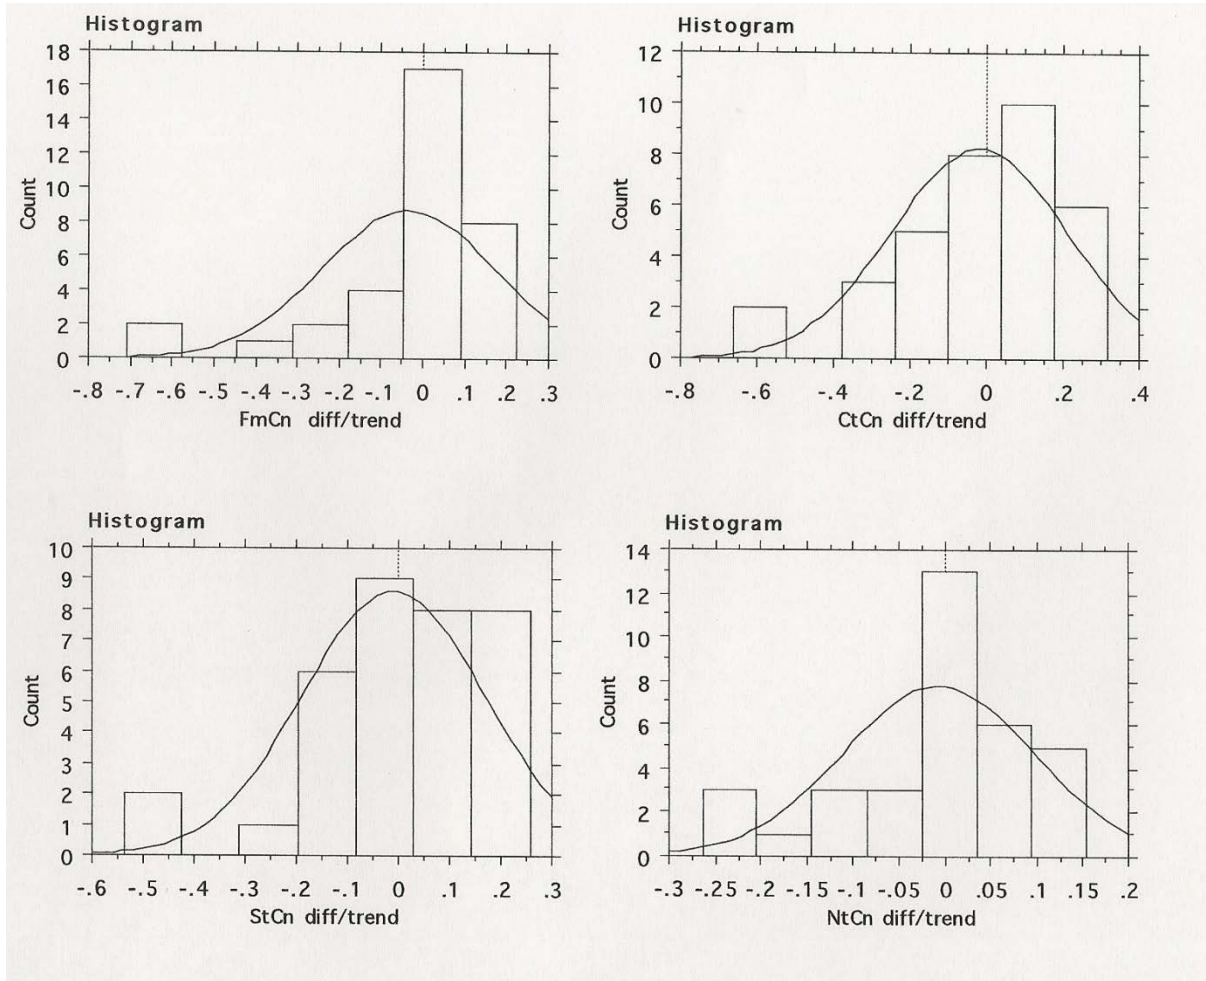 Histogram
18
16
14
12
10
8
6
4
2
0
Count
-.8 -.7 -.6 -.5 -.4 -.3 -.2 -.1 0 .1 .2 .3
FmCn diff/trend
Histogram
12
10
8
6
4
2
0
Count
-.8 -.6 -.4 -.2 0 .2 .4
CtCn diff/trend
Histogram
10
9
8
7
6
5
4
3
2
1
0
Count
-.6 -.5 -.4 -.3 -.2 -.1 0 .1 .2 .3
StCn diff/trend
Histogram
14
12
10
8
6
4
2
0
Count
-.3 -.25 -.2 -.15 -.1 -.05 0 .05 .1 .15 .2
NtCn diff/trend